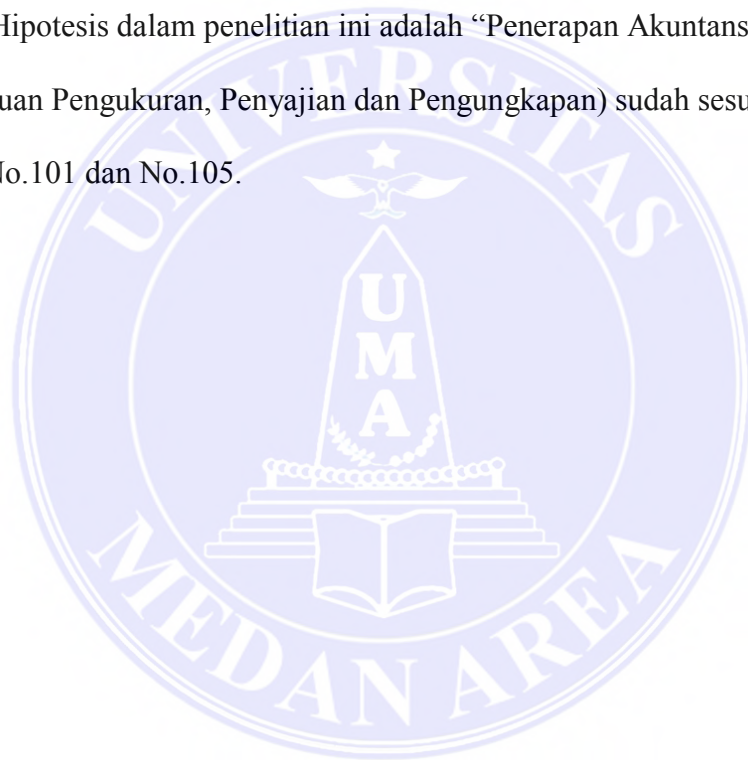 Hipotesis dalam penelitian ini adalah “Penerapan Akuntans
uan Pengukuran, Penyajian dan Pengungkapan) sudah sesu
No.101 dan No.105.
UNIVERSITAS
U
M
A
MEDAN AREA